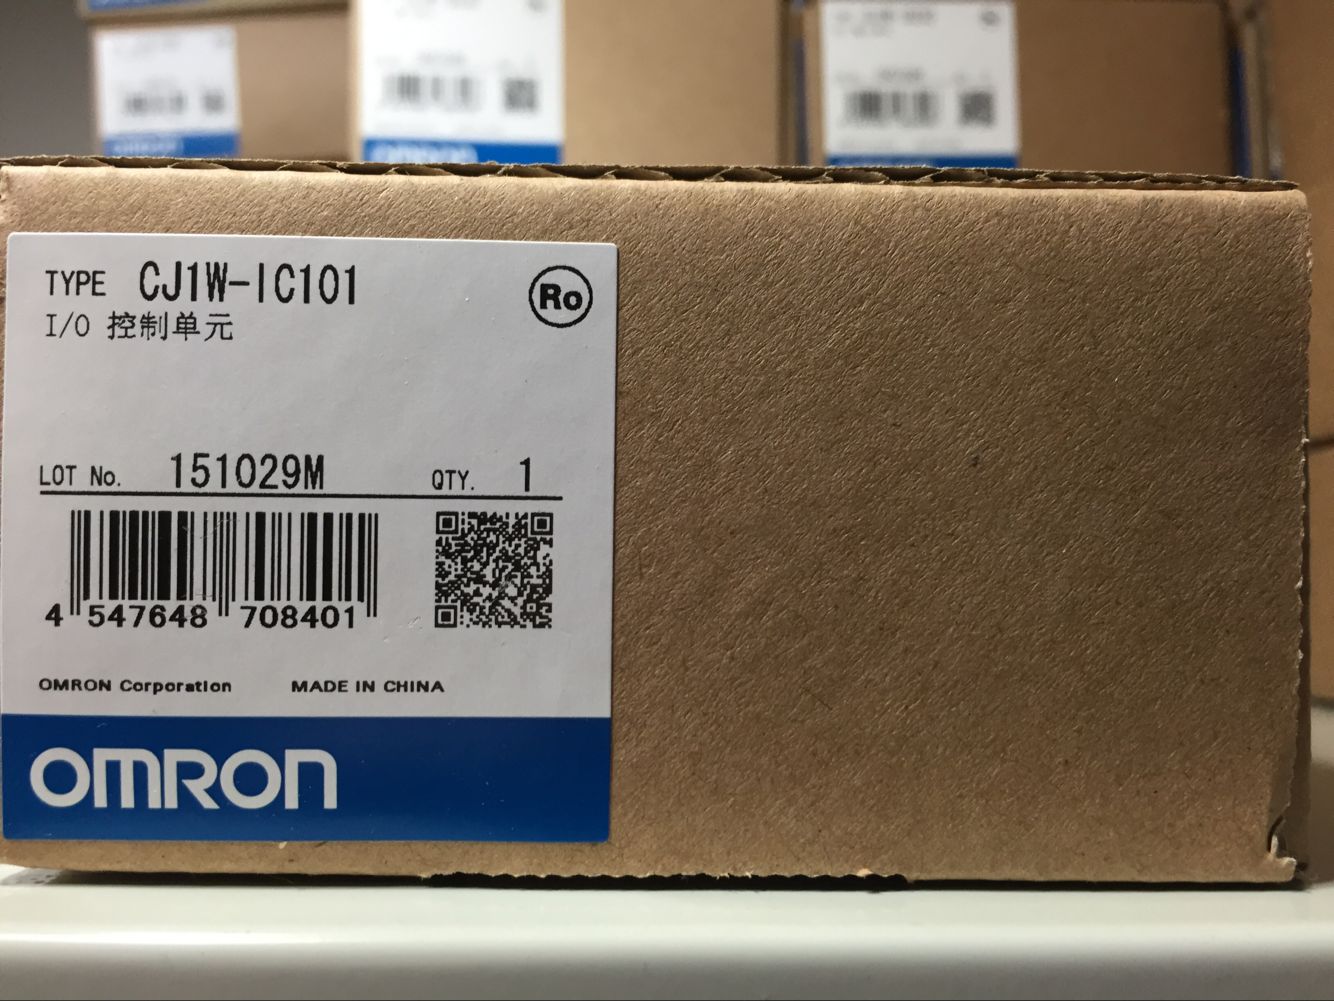 TYPE CJ1W-IC101
Ro
I/O 控制单元
LOT No. 151029M QTY. 1
4 547648 708401
OMRON Corporation MADE IN CHINA
OMRON